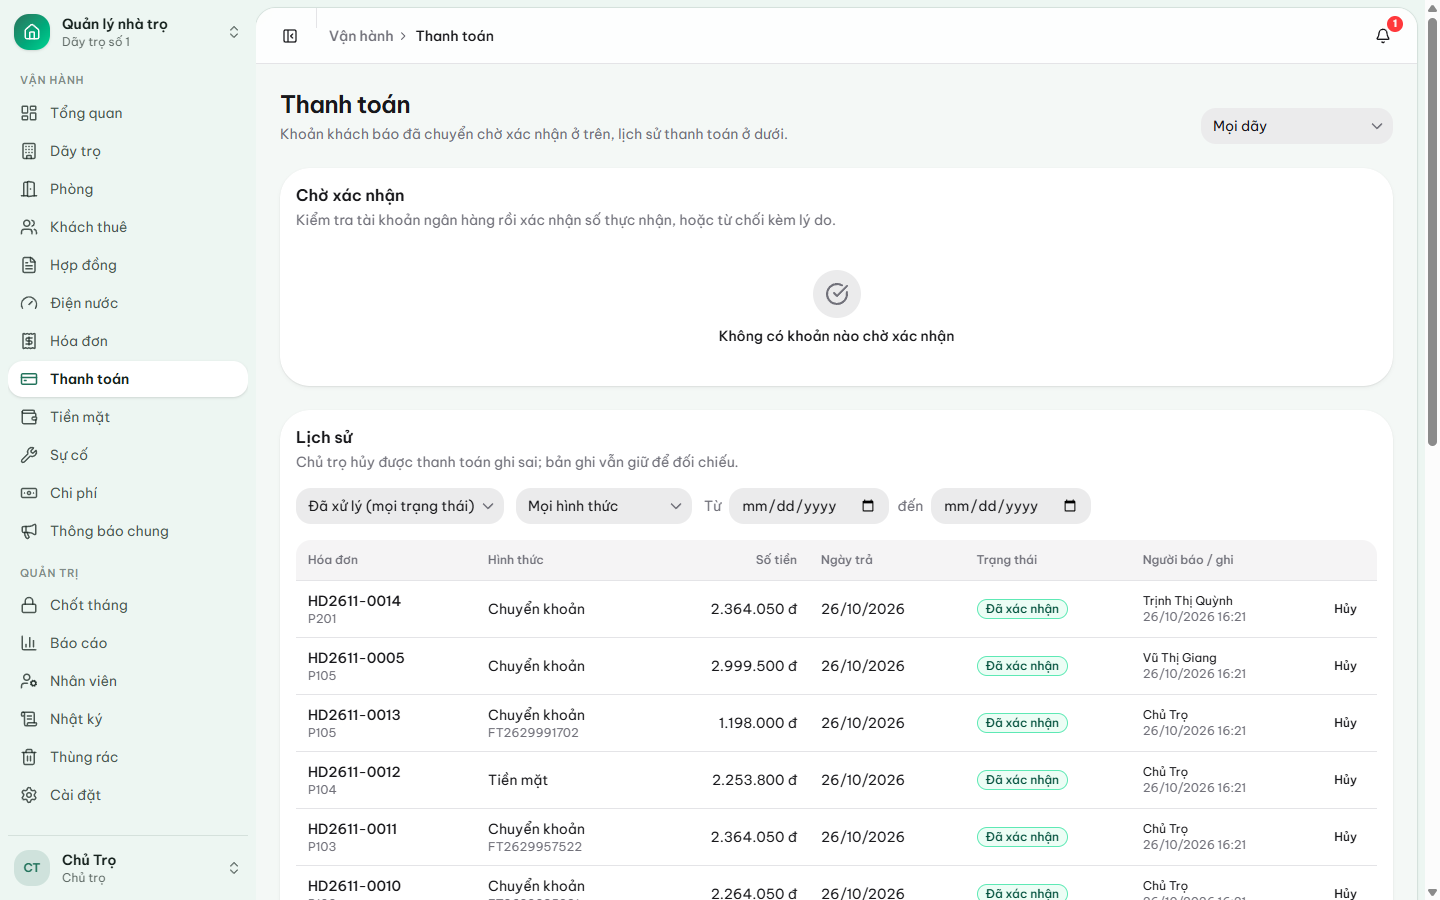 Quản lý nhà trọ
Dãy trọ số 1
VẬN HÀNH
Tổng quan
Dãy trọ
Phòng
Khách thuê
Hợp đồng
Điện nước
Hóa đơn
Thanh toán
Tiền mặt
Sự cố
Chi phí
Thông báo chung
QUẢN TRỊ
Chốt tháng
Báo cáo
Nhân viên
Nhật ký
Thùng rác
Cài đặt
CT
Chủ Trọ
Chủ trọ
Vận hành > Thanh toán
1
Thanh toán
Khoản khách báo đã chuyển chờ xác nhận ở trên, lịch sử thanh toán ở dưới.
Mọi dãy
Chờ xác nhận
Kiểm tra tài khoản ngân hàng rồi xác nhận số thực nhận, hoặc từ chối kèm lý do.
Không có khoản nào chờ xác nhận
Lịch sử
Chủ trọ hủy được thanh toán ghi sai; bản ghi vẫn giữ để đối chiếu.
Đã xử lý (mọi trạng thái) Mọi hình thức Từ mm/dd/yyyy đến mm/dd/yyyy
Hóa đơn Hình thức Số tiền Ngày trả Trạng thái Người báo / ghi
HD2611-0014 Chuyển khoản 2.364.050 đ 26/10/2026 Đã xác nhận Trịnh Thị Quỳnh Hủy
P201 26/10/2026 16:21
HD2611-0005 Chuyển khoản 2.999.500 đ 26/10/2026 Đã xác nhận Vũ Thị Giang Hủy
P105 26/10/2026 16:21
HD2611-0013 Chuyển khoản 1.198.000 đ 26/10/2026 Đã xác nhận Chủ Trọ Hủy
P105 FT2629991702 26/10/2026 16:21
HD2611-0012 Tiền mặt 2.253.800 đ 26/10/2026 Đã xác nhận Chủ Trọ Hủy
P104 26/10/2026 16:21
HD2611-0011 Chuyển khoản 2.364.050 đ 26/10/2026 Đã xác nhận Chủ Trọ Hủy
P103 FT2629957522 26/10/2026 16:21
HD2611-0010 Chuyển khoản 2.264.050 đ 26/10/2026 Đã xác nhận Chủ Trọ Hủy